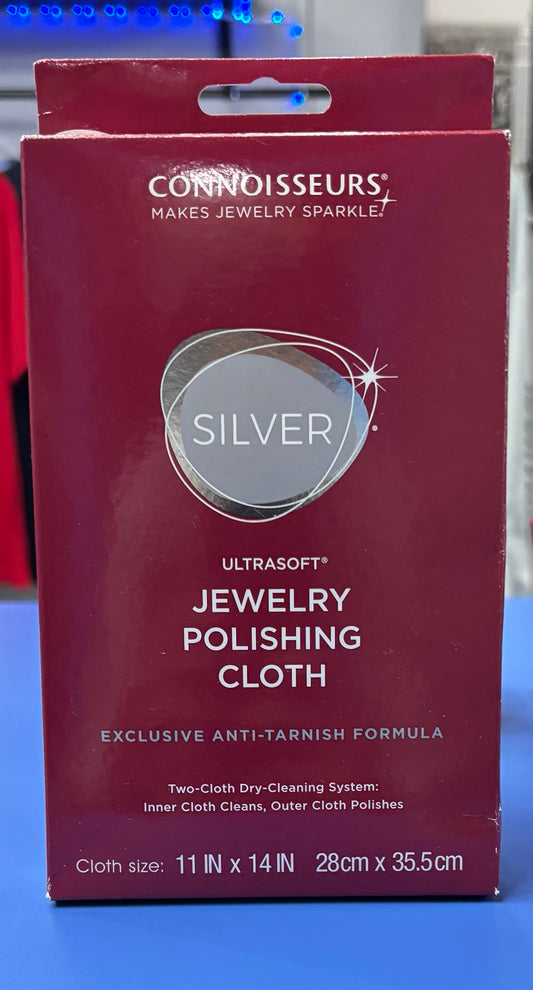 CONNOISSEURS®
MAKES JEWELRY SPARKLE®
SILVER®
ULTRASOFT®
JEWELRY
POLISHING
CLOTH
EXCLUSIVE ANTI-TARNISH FORMULA
Two-Cloth Dry-Cleaning System:
Inner Cloth Cleans, Outer Cloth Polishes
Cloth size: 11 IN x 14 IN 28cm x 35.5cm